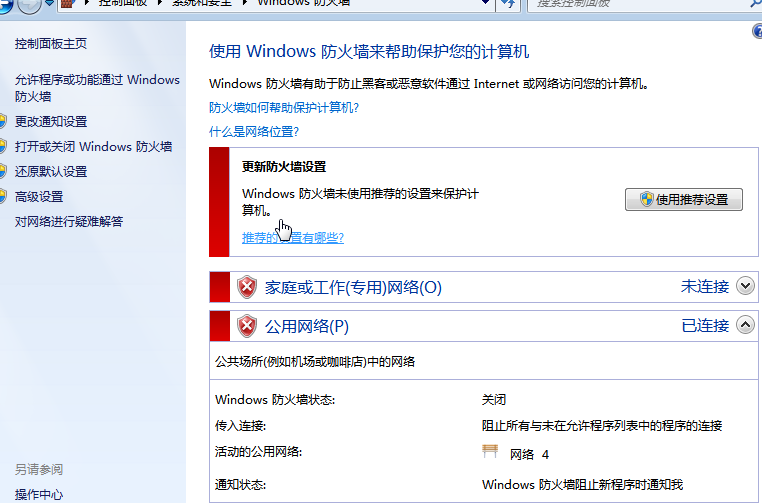 控制面板 ▸ 系统和安全 ▸ Windows 防火墙
搜索控制面板
控制面板主页
允许程序或功能通过 Windows
防火墙
更改通知设置
打开或关闭 Windows 防火墙
还原默认设置
高级设置
对网络进行疑难解答
另请参阅
操作中心
使用 Windows 防火墙来帮助保护您的计算机
Windows 防火墙有助于防止黑客或恶意软件通过 Internet 或网络访问您的计算机。
防火墙如何帮助保护计算机?
什么是网络位置?
更新防火墙设置
Windows 防火墙未使用推荐的设置来保护计
算机。
使用推荐设置
推荐的设置有哪些?
家庭或工作(专用)网络(O) 未连接
公用网络(P) 已连接
公共场所(例如机场或咖啡店)中的网络
Windows 防火墙状态: 关闭
传入连接: 阻止所有与未在允许程序列表中的程序的连接
活动的公用网络: 网络 4
通知状态: Windows 防火墙阻止新程序时通知我